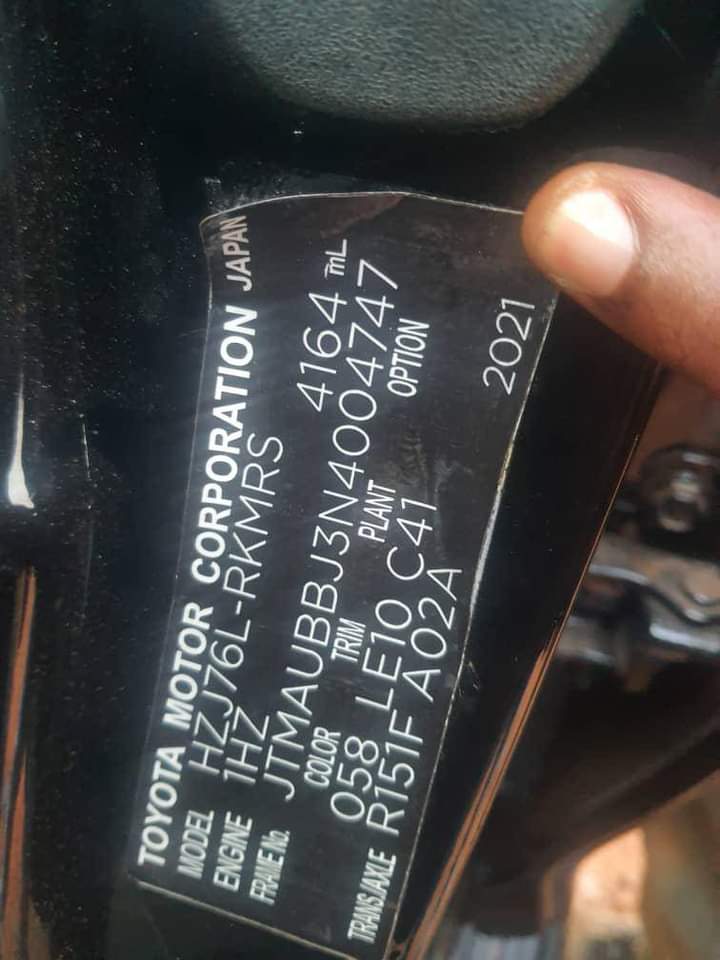 TOYOTA MOTOR CORPORATION JAPAN
MODEL HZJ76L-RKMRS
ENGINE 1HZ 4164 mL
FRAME No. JTMAUBBJ3N4004747
COLOR TRIM PLANT OPTION
058 LE10 C41
TRANS/AXLE R151F A02A
2021